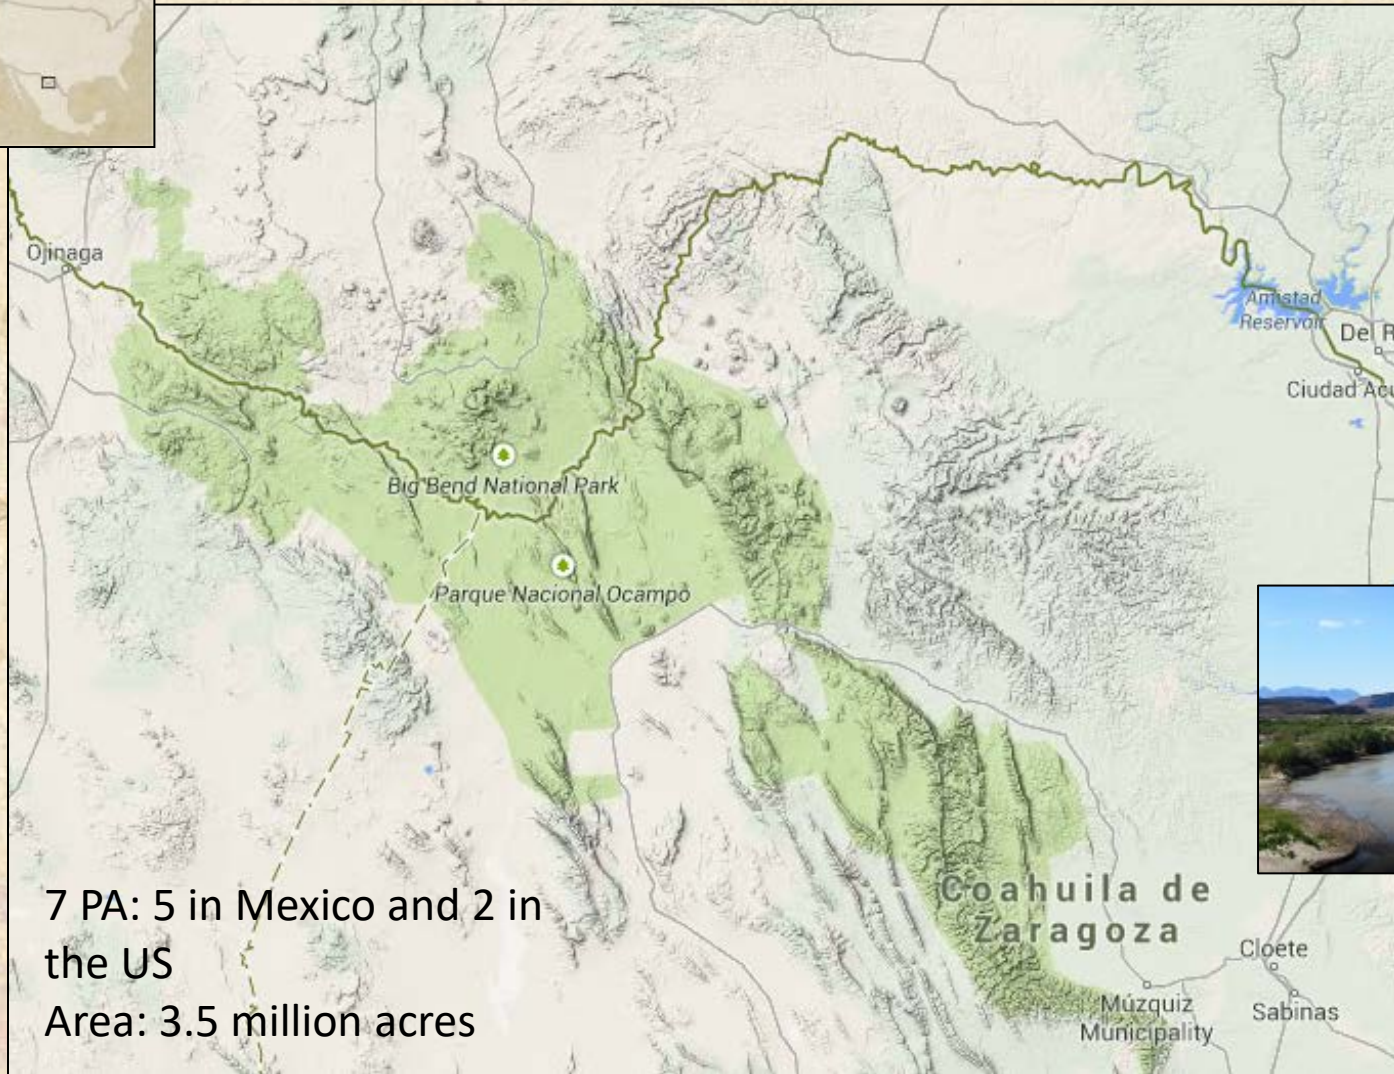 Ojinaga
Amistad
Reservoir
Del R
Ciudad Acu
Big Bend National Park
Parque Nacional Ocampo
Coahuila de
Zaragoza
Cloete
Múzquiz
Municipality
Sabinas
7 PA: 5 in Mexico and 2 in
the US
Area: 3.5 million acres